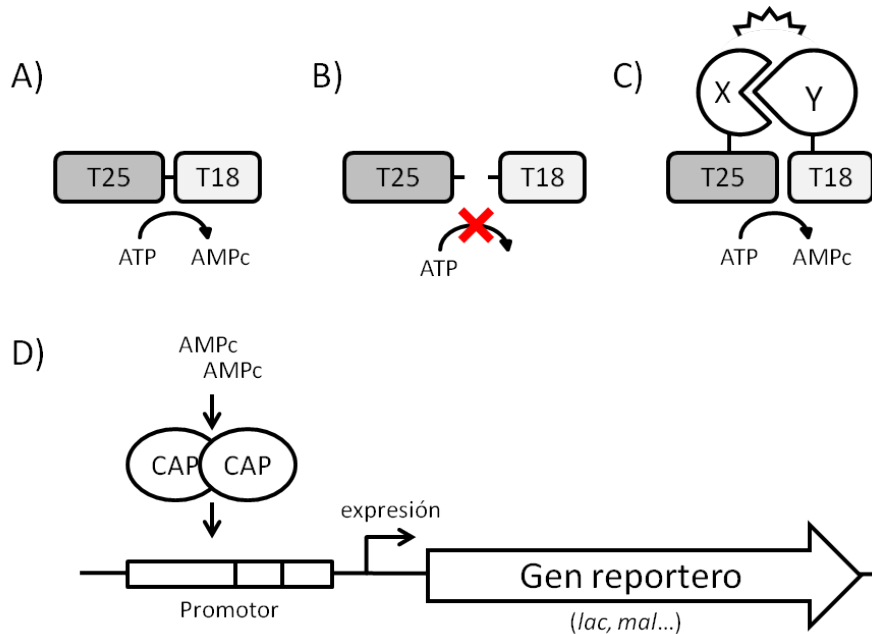 A)
T25 T18
ATP AMPc
B)
T25 T18
ATP
C)
X Y
T25 T18
ATP AMPc
D)
AMPc
AMPc
CAP CAP
expresión
Gen reportero
Promotor
(lac, mal...)